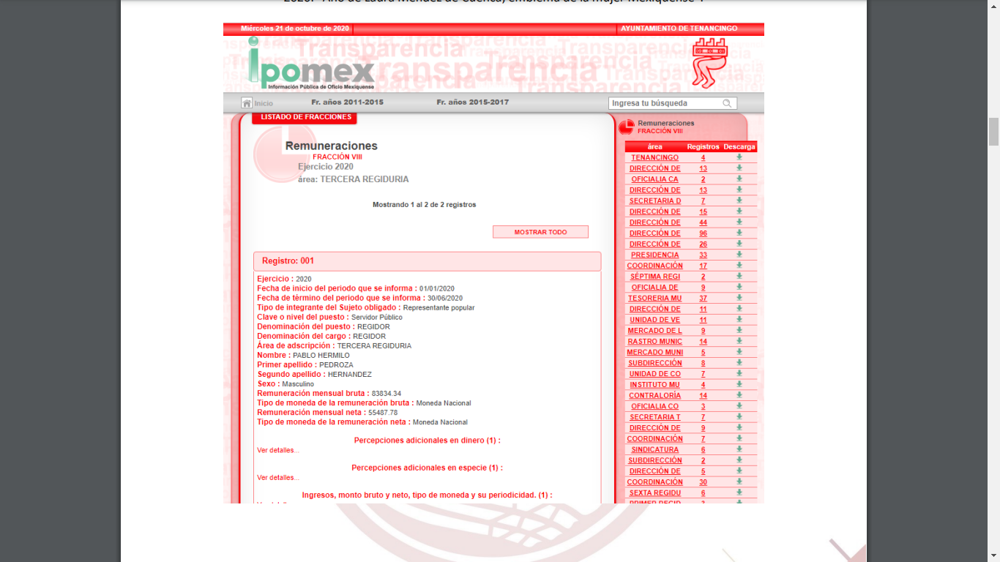 2020. "Año de Laura Méndez de Cuenca, emblema de la mujer Mexiquense".
Miércoles 21 de octubre de 2020
AYUNTAMIENTO DE TENANCINGO
Transparencia
ipomex
Información Pública de Oficio Mexiquense
Inicio
Fr. años 2011-2015
Fr. años 2015-2017
Ingresa tu búsqueda
LISTADO DE FRACCIONES
Remuneraciones
FRACCIÓN VIII
Ejercicio 2020
área: TERCERA REGIDURIA
Mostrando 1 al 2 de 2 registros
MOSTRAR TODO
Registro: 001
Ejercicio : 2020
Fecha de inicio del periodo que se informa : 01/01/2020
Fecha de término del periodo que se informa : 30/06/2020
Tipo de integrante del Sujeto obligado : Representante popular
Clave o nivel del puesto : Servidor Público
Denominación del puesto : REGIDOR
Denominación del cargo : REGIDOR
Área de adscripción : TERCERA REGIDURIA
Nombre : PABLO HERMILO
Primer apellido : PEDROZA
Segundo apellido : HERNANDEZ
Sexo : Masculino
Remuneración mensual bruta : 83834.34
Tipo de moneda de la remuneración bruta : Moneda Nacional
Remuneración mensual neta : 55487.78
Tipo de moneda de la remuneración neta : Moneda Nacional
Percepciones adicionales en dinero (1) :
Ver detalles...
Percepciones adicionales en especie (1) :
Ver detalles...
Ingresos, monto bruto y neto, tipo de moneda y su periodicidad. (1) :
Remuneraciones
FRACCIÓN VIII
área Registros Descarga
TENANCINGO 4
DIRECCIÓN DE 13
OFICIALIA CA 2
DIRECCIÓN DE 13
SECRETARIA D 7
DIRECCIÓN DE 15
DIRECCIÓN DE 44
DIRECCIÓN DE 96
DIRECCIÓN DE 26
PRESIDENCIA 33
COORDINACIÓN 17
SÉPTIMA REGI 2
OFICIALIA DE 9
TESORERIA MU 37
DIRECCIÓN DE 11
UNIDAD DE VE 11
MERCADO DE L 9
RASTRO MUNIC 14
MERCADO MUNI 5
SUBDIRECCIÓN 8
UNIDAD DE CO 7
INSTITUTO MU 4
CONTRALORÍA 14
OFICIALIA CO 3
SECRETARIA T 7
DIRECCIÓN DE 9
COORDINACIÓN 7
SINDICATURA 6
SUBDIRECCIÓN 2
DIRECCIÓN DE 5
COORDINACIÓN 30
SEXTA REGIDU 6